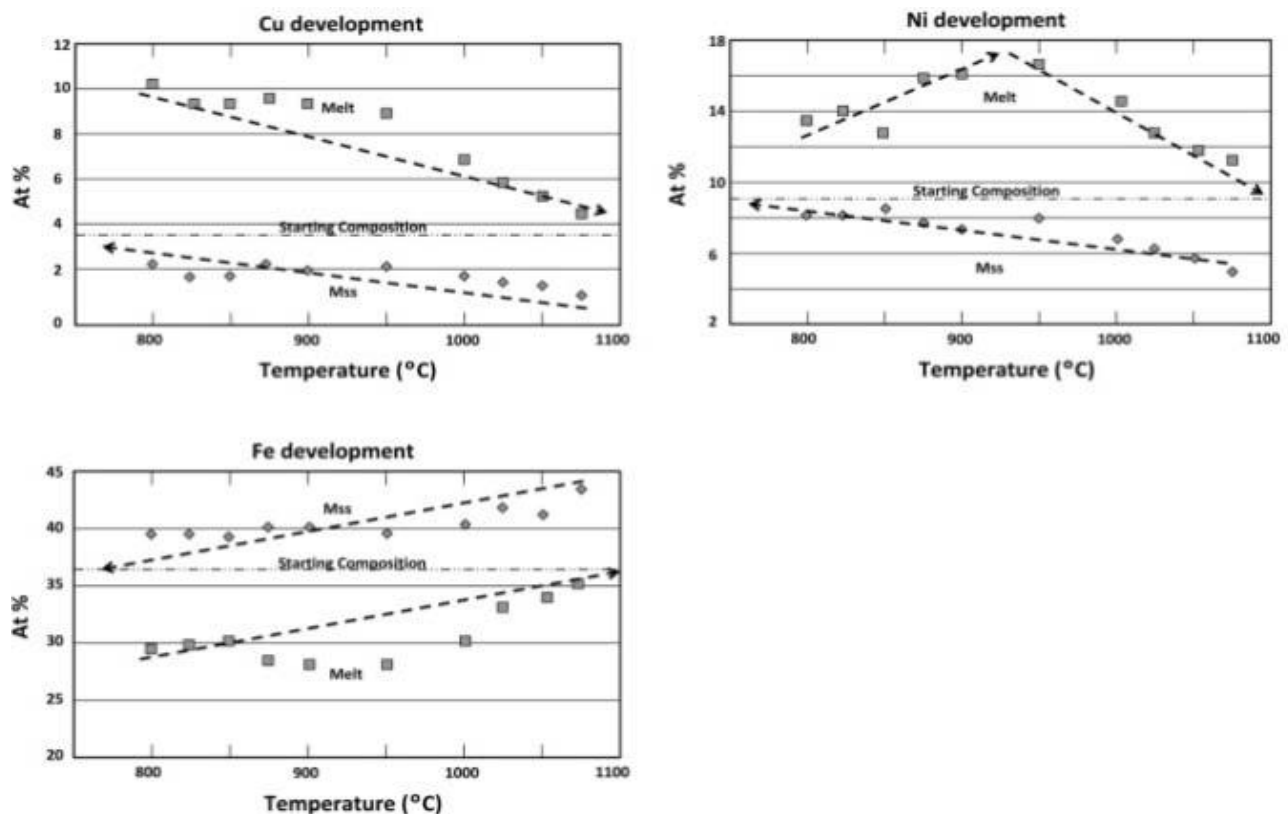 Cu development
12
10
8
6
4
2
0
At %
Melt
Starting Composition
Mss
800
900
1000
1100
Temperature (°C)
Ni development
18
14
10
6
2
At %
Melt
Starting Composition
Mss
800
900
1000
1100
Temperature (°C)
Fe development
45
40
35
30
25
20
At %
Mss
Starting Composition
Melt
800
900
1000
1100
Temperature (°C)